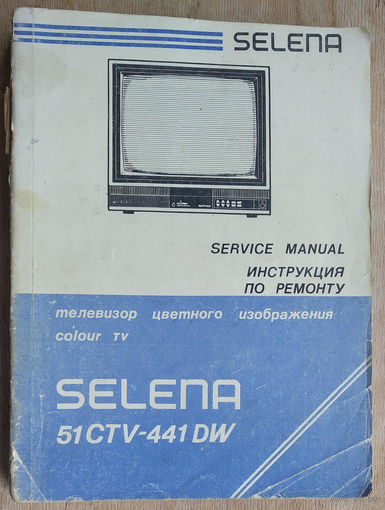 SELENA
SERVICE MANUAL
ИНСТРУКЦИЯ
ПО РЕМОНТУ
телевизор цветного изображения
colour TV
SELENA
51CTV-441DW